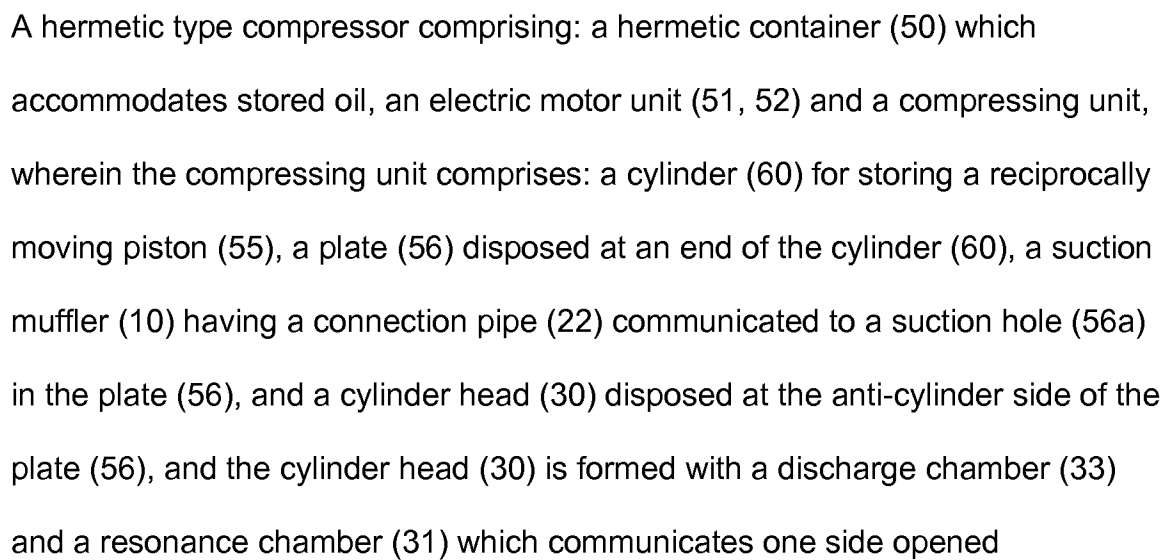 A hermetic type compressor comprising: a hermetic container (50) which
accommodates stored oil, an electric motor unit (51, 52) and a compressing unit,
wherein the compressing unit comprises: a cylinder (60) for storing a reciprocally
moving piston (55), a plate (56) disposed at an end of the cylinder (60), a suction
muffler (10) having a connection pipe (22) communicated to a suction hole (56a)
in the plate (56), and a cylinder head (30) disposed at the anti-cylinder side of the
plate (56), and the cylinder head (30) is formed with a discharge chamber (33)
and a resonance chamber (31) which communicates one side opened